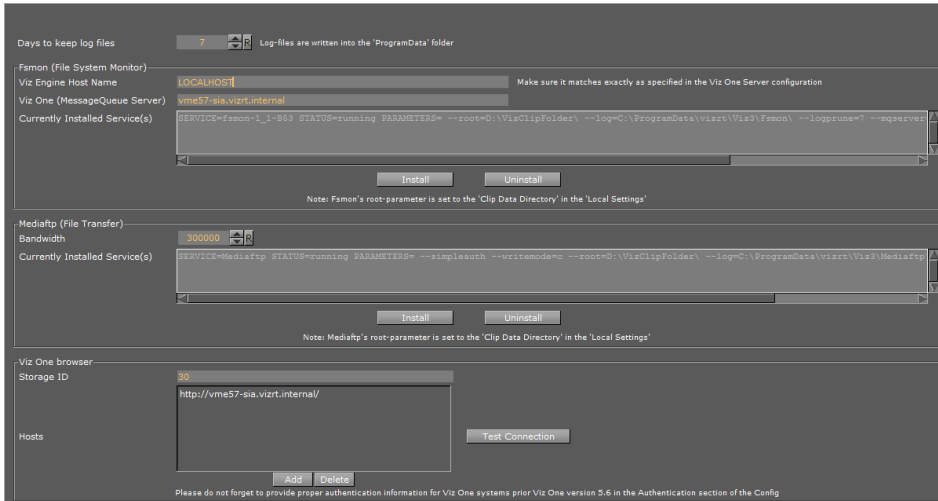 Days to keep log files 7 R Log-files are written into the 'ProgramData' folder
Fsmon (File System Monitor)
Viz Engine Host Name LOCALHOST Make sure it matches exactly as specified in the Viz One Server configuration
Viz One (MessageQueue Server) vme57-sia.vizrt.internal
Currently Installed Service(s) SERVICE=fsmon-1_1-B53 STATUS=running PARAMETERS= --root=D:\VizClipFolder\ --log=C:\ProgramData\vizrt\Viz3\Fsmon\ --logprune=7 --mqserver
Install Uninstall
Note: Fsmon's root-parameter is set to the 'Clip Data Directory' in the 'Local Settings'
Mediaftp (File Transfer)
Bandwidth 300000 R
Currently Installed Service(s) SERVICE=Mediaftp STATUS=running PARAMETERS= --simpleauth --writemode=c --root=D:\VizClipFolder\ --log=C:\ProgramData\vizrt\Viz3\Mediaftp
Install Uninstall
Note: Mediaftp's root-parameter is set to the 'Clip Data Directory' in the 'Local Settings'
Viz One browser
Storage ID 30
http://vme57-sia.vizrt.internal/
Hosts Test Connection
Add Delete
Please do not forget to provide proper authentication information for Viz One systems prior Viz One version 5.6 in the Authentication section of the Config